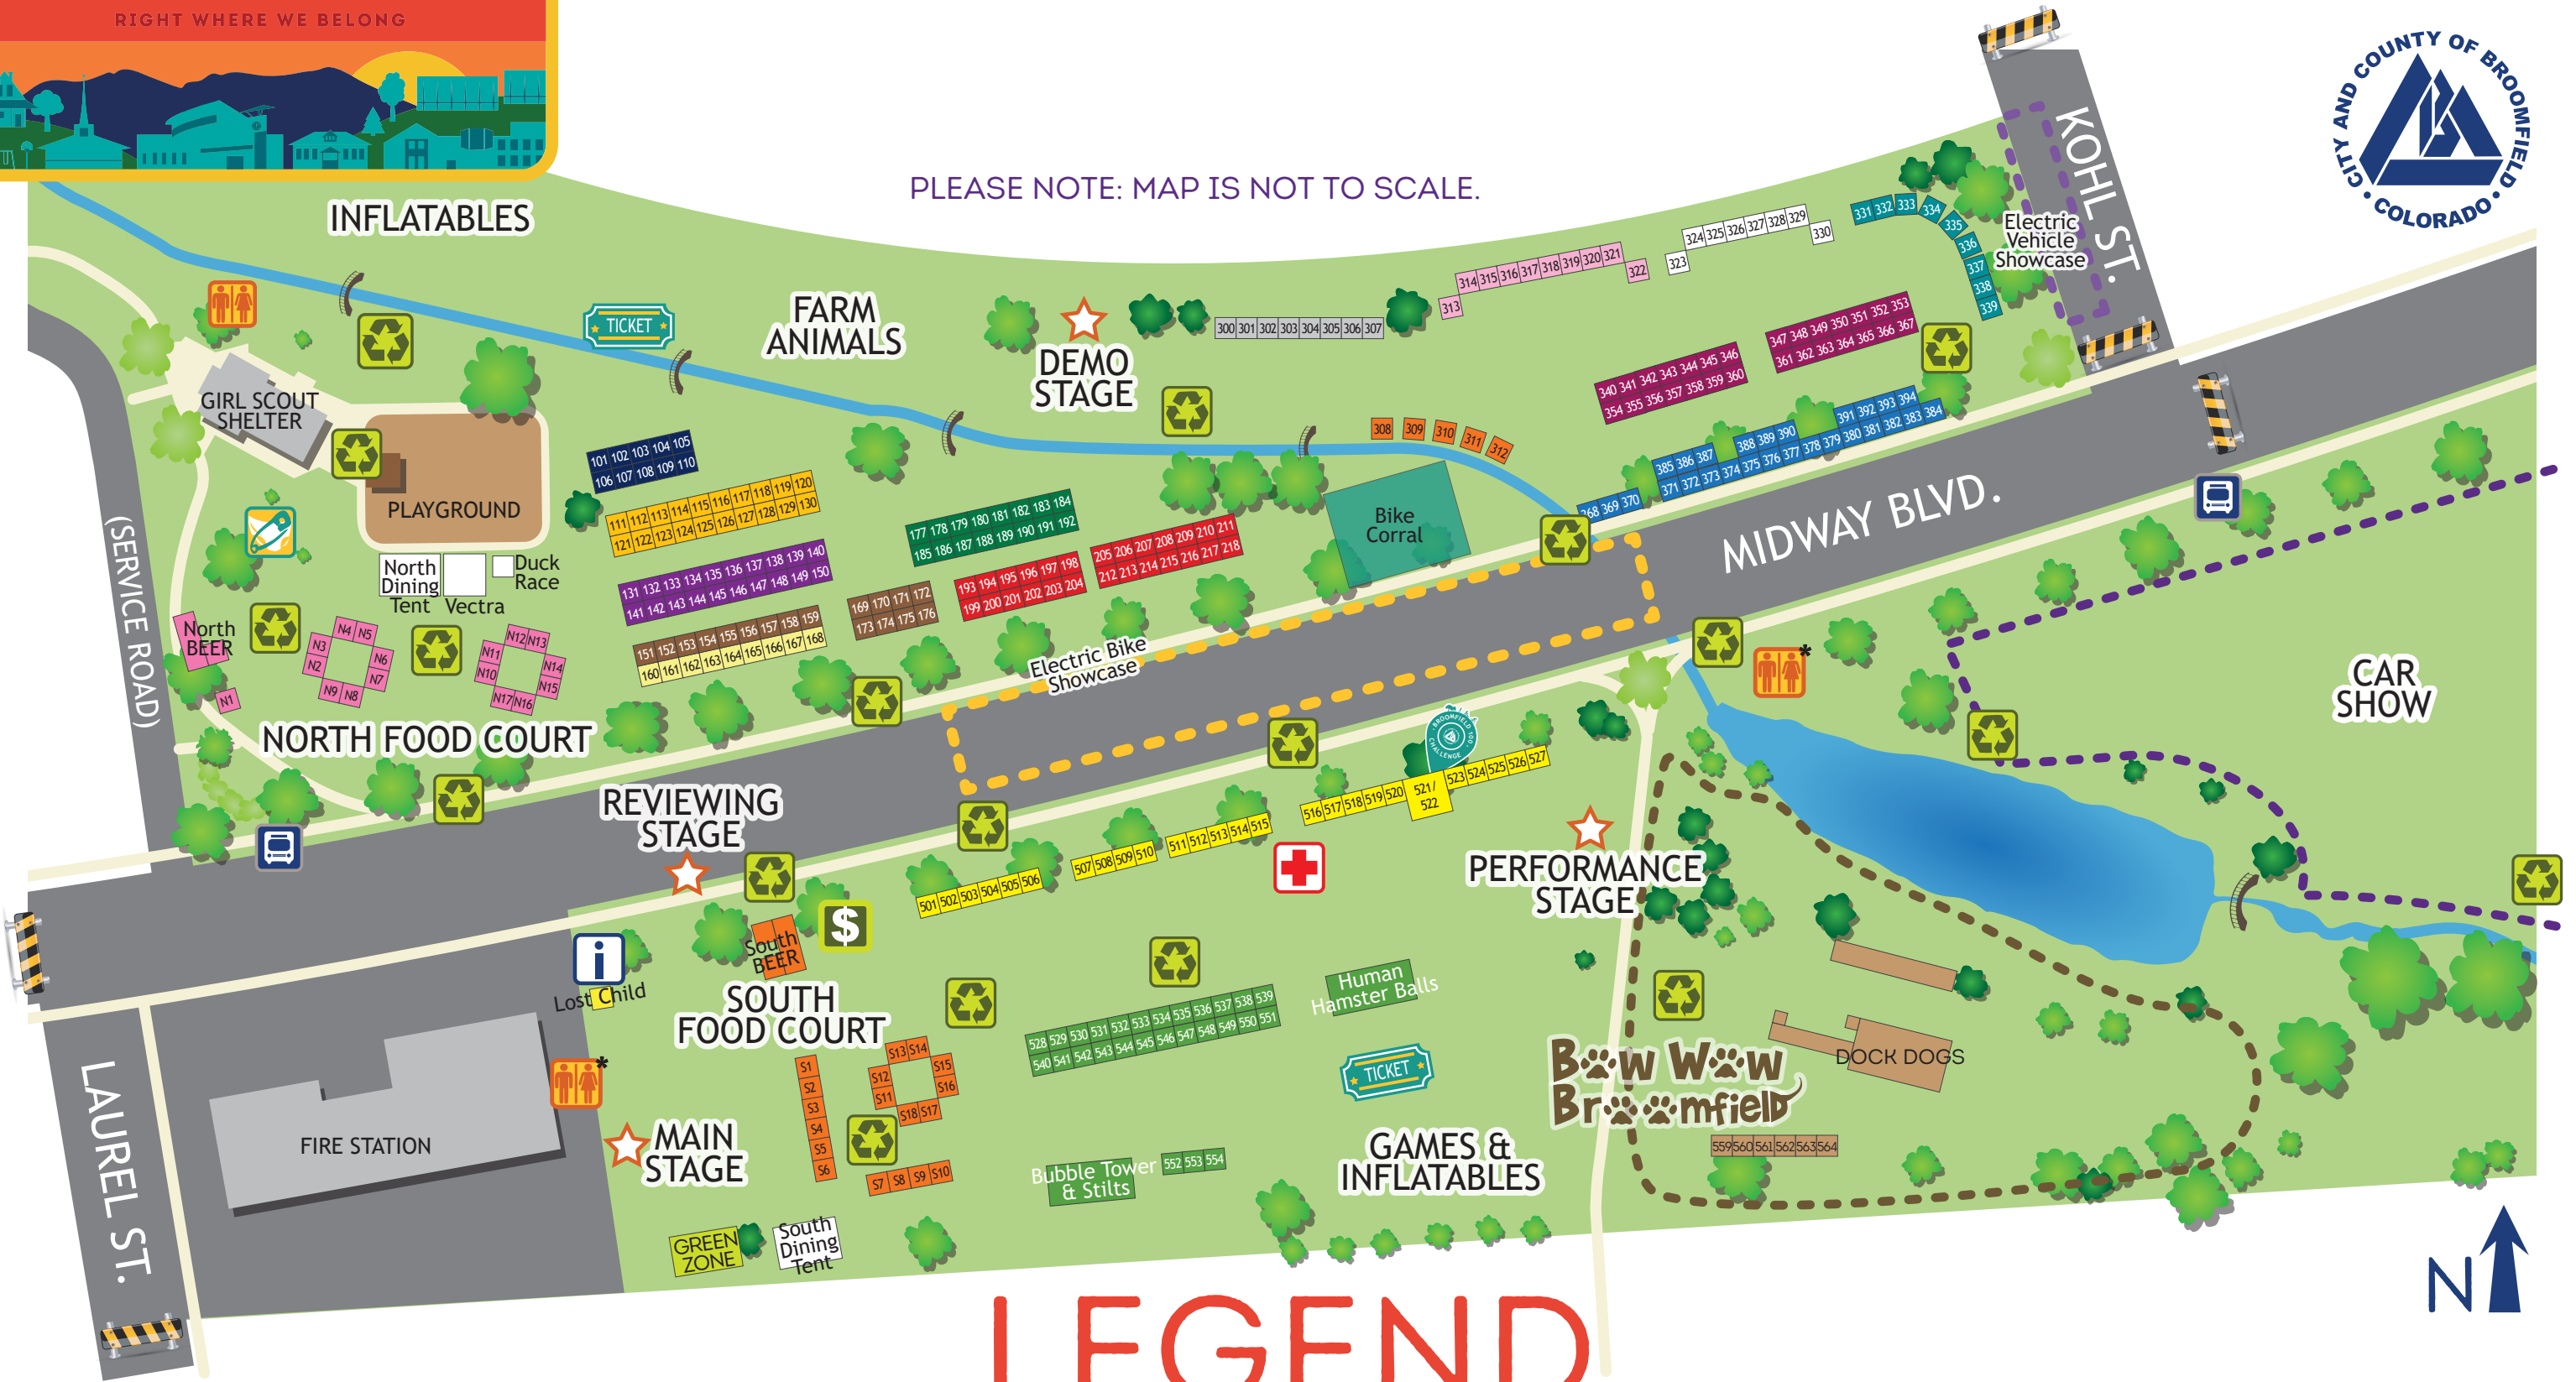 RIGHT WHERE WE BELONG
CITY AND COUNTY OF BROOMFIELD
• COLORADO •
PLEASE NOTE: MAP IS NOT TO SCALE.
KOHL ST.
INFLATABLES
TICKET
FARM
ANIMALS
DEMO
STAGE
300 301 302 303 304 305 306 307
313
314 315 316 317 318 319 320 321
322
323
324 325 326 327 328 329
330
331 332 333 334
335
336
337
338
339
Electric
Vehicle
Showcase
340 341 342 343 344 345 346
354 355 356 357 358 359 360
347 348 349 350 351 352 353
361 362 363 364 365 366 367
308 309 310 311 312
368 369 370
385 386 387
388 389 390
391 392 393 394
371 372 373 374 375 376 377 378 379 380 381 382 383 384
GIRL SCOUT
SHELTER
PLAYGROUND
101 102 103 104 105
106 107 108 109 110
111 112 113 114 115 116 117 118 119 120
121 122 123 124 125 126 127 128 129 130
131 132 133 134 135 136 137 138 139 140
141 142 143 144 145 146 147 148 149 150
151 152 153 154 155 156 157 158 159
160 161 162 163 164 165 166 167 168
169 170 171 172
173 174 175 176
177 178 179 180 181 182 183 184
185 186 187 188 189 190 191 192
193 194 195 196 197 198
199 200 201 202 203 204
205 206 207 208 209 210 211
212 213 214 215 216 217 218
Bike
Corral
MIDWAY BLVD.
(SERVICE ROAD)
North
Dining
Tent
Vectra
Duck
Race
North
BEER
N1
N4 N5
N3
N2
N6
N7
N9 N8
N12 N13
N11
N10
N14
N15
N17 N16
NORTH FOOD COURT
Electric Bike
Showcase
*
CAR
SHOW
REVIEWING
STAGE
BROOMFIELD 100
CHALLENGE
501 502 503 504 505 506
507 508 509 510
511 512 513 514 515
516 517 518 519 520
521/
522
523 524 525 526 527
PERFORMANCE
STAGE
$
South
BEER
i
Lost Child
SOUTH
FOOD COURT
528 529 530 531 532 533 534 535 536 537 538 539
540 541 542 543 544 545 546 547 548 549 550 551
Human
Hamster Balls
TICKET
Bow Wow
Broomfield
DOCK DOGS
559 560 561 562 563 564
*
FIRE STATION
LAUREL ST.
MAIN
STAGE
S1
S2
S3
S4
S5
S6
S13 S14
S12
S11
S15
S16
S18 S17
S7 S8 S9 S10
Bubble Tower
& Stilts
552 553 554
GAMES &
INFLATABLES
GREEN
ZONE
South
Dining
Tent
N
LEGEND